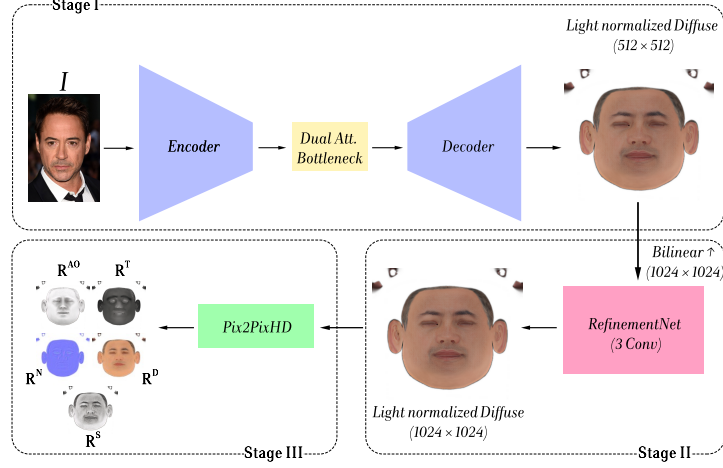 Stage I
I
Encoder
Dual Att.
Bottleneck
Decoder
Light normalized Diffuse
(512 × 512)
Bilinear ↑
(1024 × 1024)
RefinementNet
(3 Conv)
Light normalized Diffuse
(1024 × 1024)
Stage II
Pix2PixHD
R^AO
R^T
R^N
R^D
R^S
Stage III